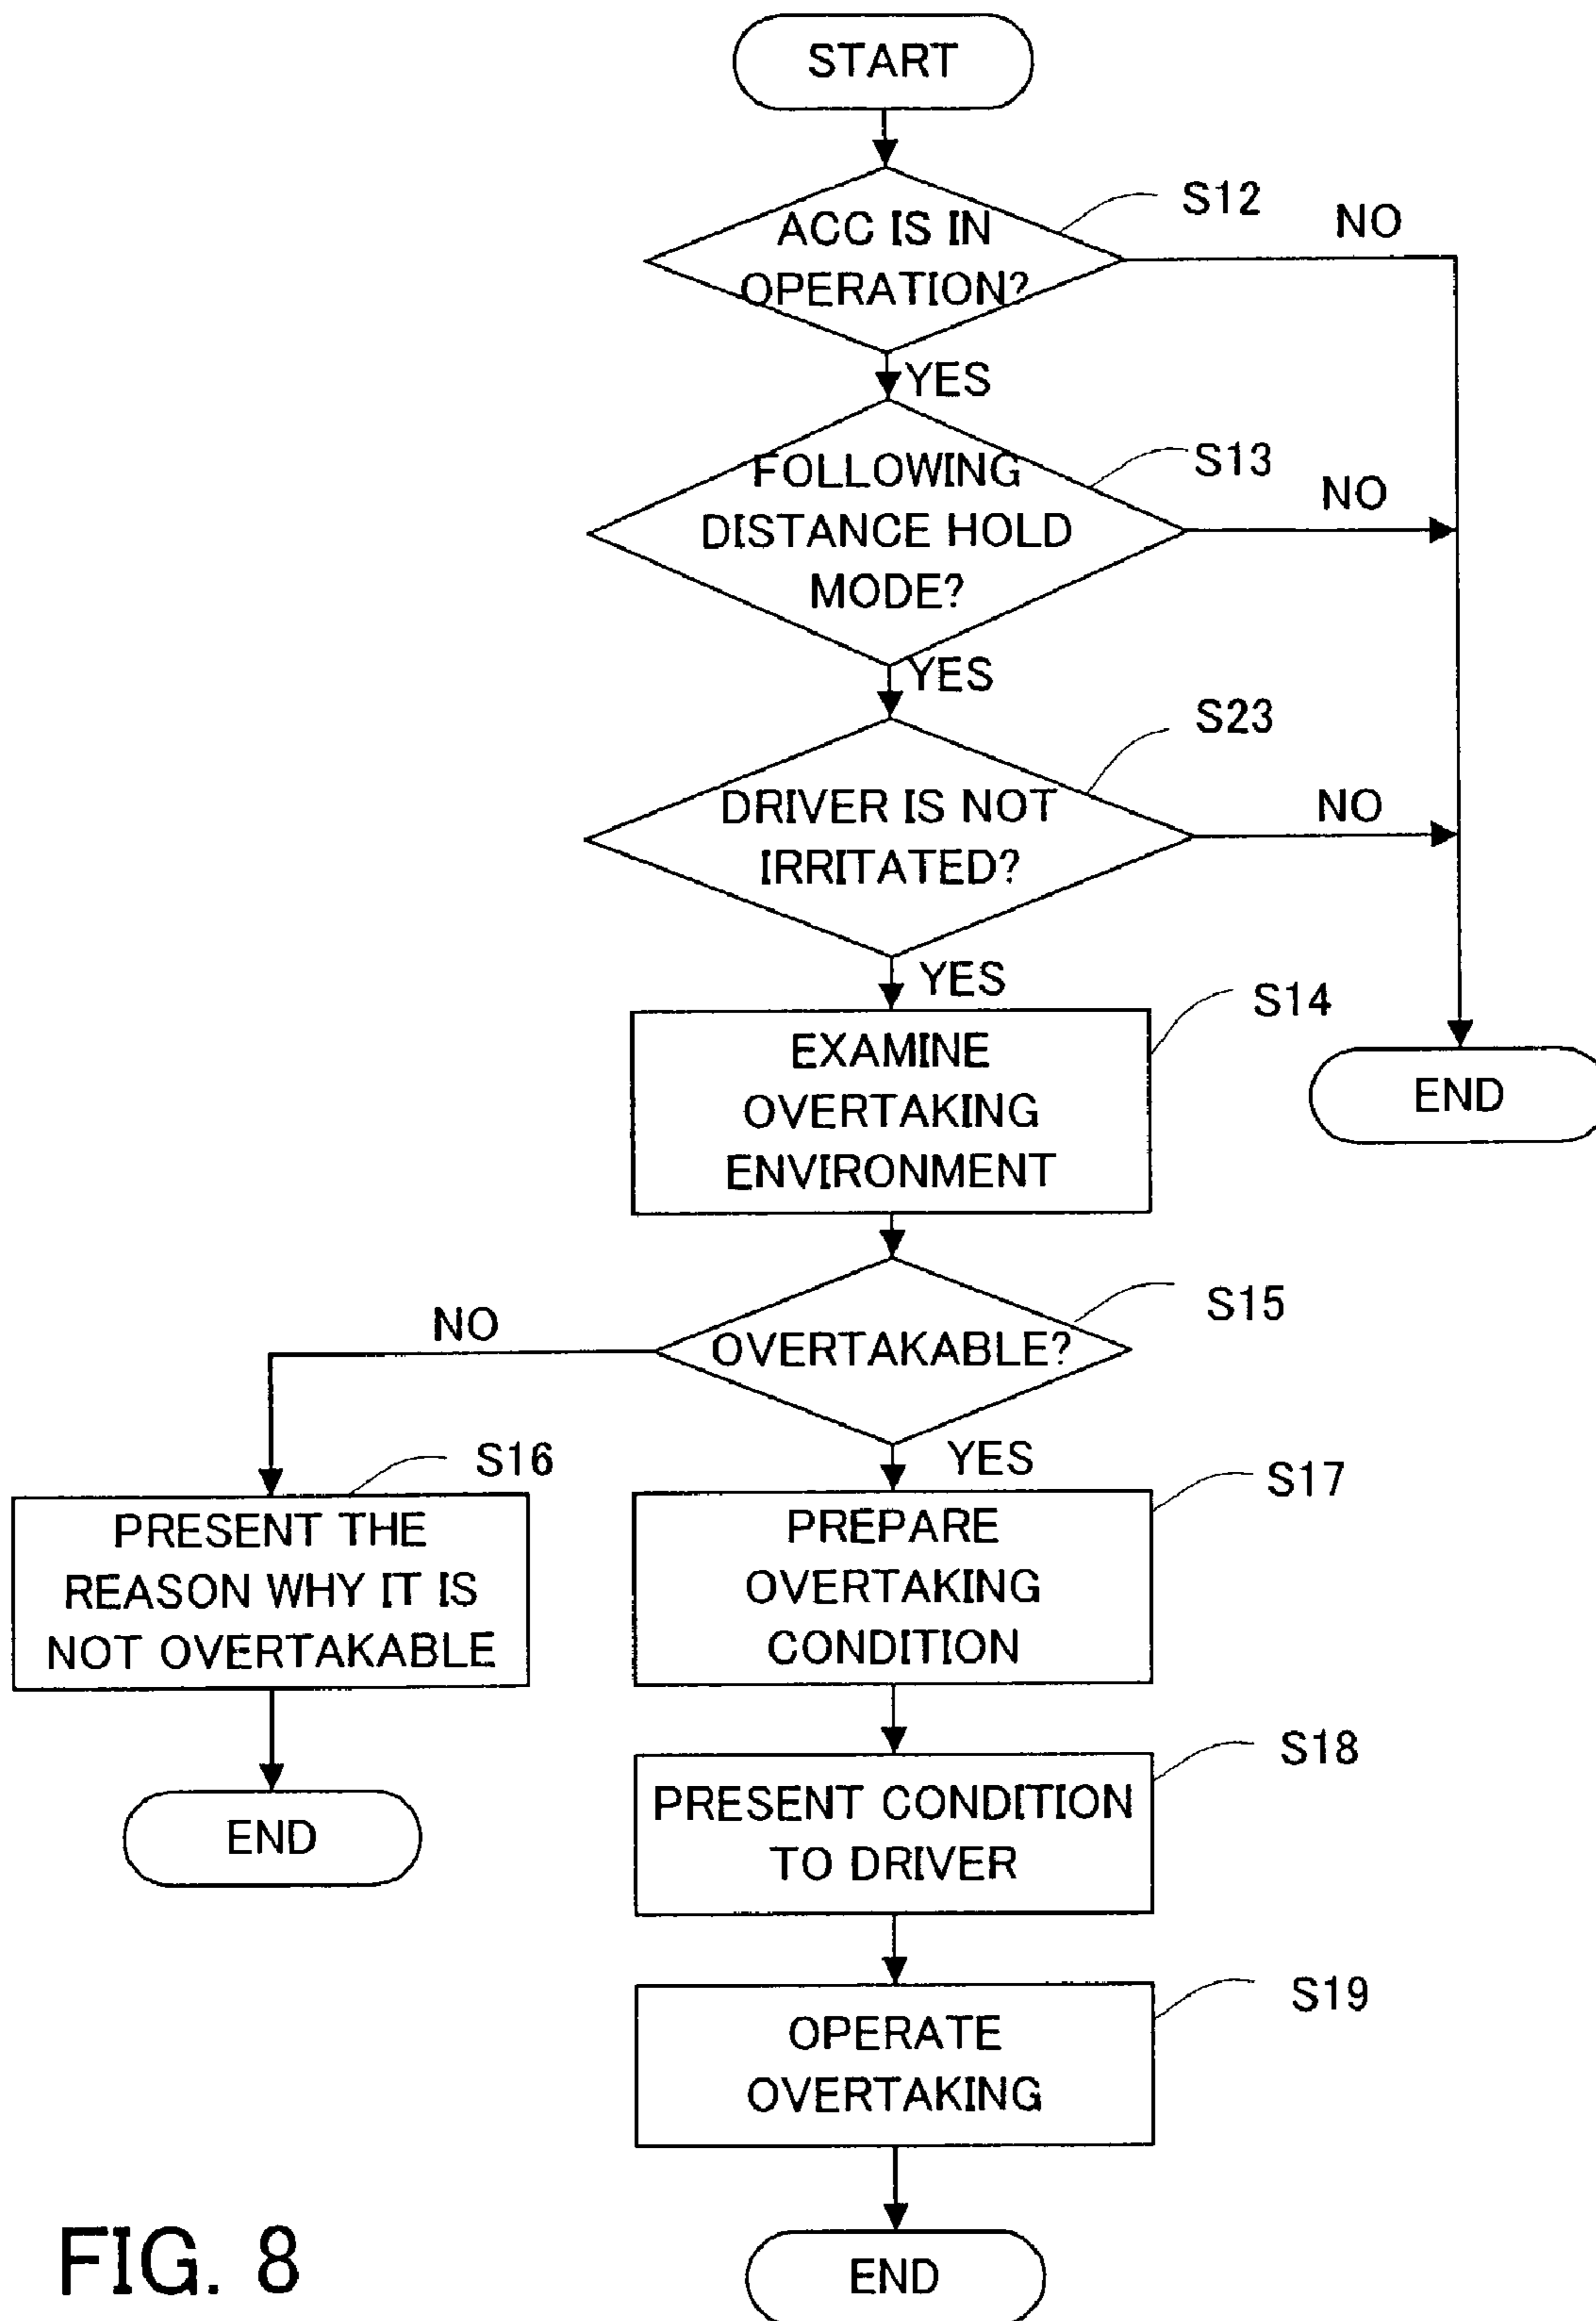 START
S12
NO
ACC IS IN
OPERATION?
YES
S13
NO
FOLLOWING
DISTANCE HOLD
MODE?
YES
S23
NO
DRIVER IS NOT
IRRITATED?
YES
S14
EXAMINE
OVERTAKING
ENVIRONMENT
END
S15
NO
OVERTAKABLE?
YES
S16
PRESENT THE
REASON WHY IT IS
NOT OVERTAKABLE
END
S17
PREPARE
OVERTAKING
CONDITION
S18
PRESENT CONDITION
TO DRIVER
S19
OPERATE
OVERTAKING
END
FIG. 8